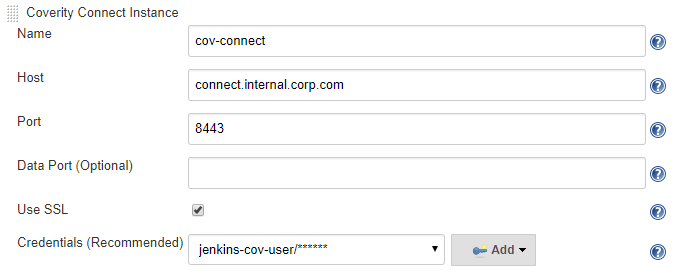 Coverity Connect Instance
Name cov-connect
Host connect.internal.corp.com
Port 8443
Data Port (Optional)
Use SSL
Credentials (Recommended) jenkins-cov-user/****** Add